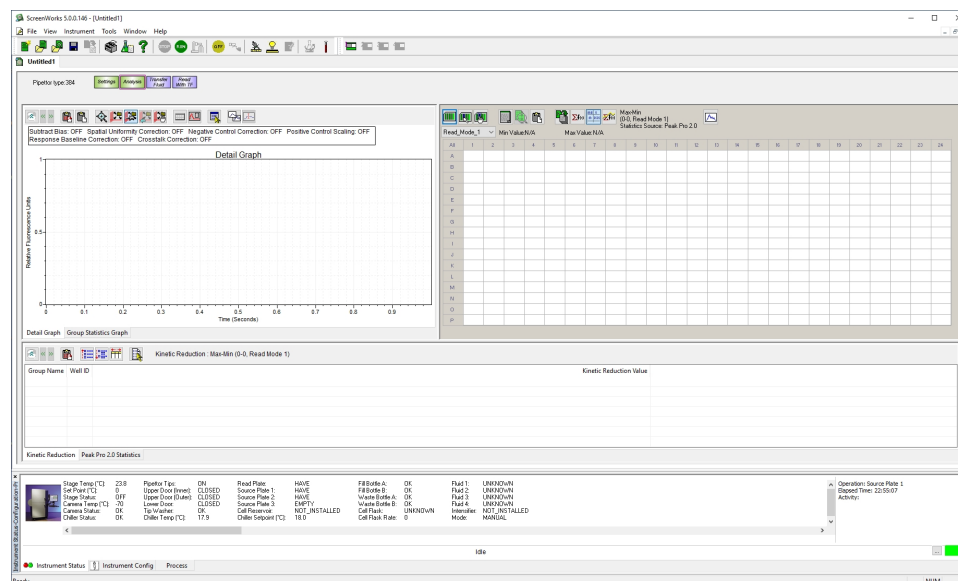 ScreenWorks 5.0.0.146 - [Untitled1]
File View Instrument Tools Window Help
Untitled1
Pipettor type:384 Settings Analysis Transfer Fluid Read With TF
Subtract Bias: OFF Spatial Uniformity Correction: OFF Negative Control Correction: OFF Positive Control Scaling: OFF
Response Baseline Correction: OFF Crosstalk Correction: OFF
Detail Graph
Relative Fluorescence Units
1
0.5
0
0 0.1 0.2 0.3 0.4 0.5 0.6 0.7 0.8 0.9
Time (Seconds)
Detail Graph Group Statistics Graph
Max-Min
(0-0, Read Mode 1)
Statistics Source: Peak Pro 2.0
Read_Mode_1 Min Value:N/A Max Value:N/A
All 1 2 3 4 5 6 7 8 9 10 11 12 13 14 15 16 17 18 19 20 21 22 23 24
A
B
C
D
E
F
G
H
I
J
K
L
M
N
O
P
Kinetic Reduction : Max-Min (0-0, Read Mode 1)
Group Name Well ID Kinetic Reduction Value
Kinetic Reduction Peak Pro 2.0 Statistics
Stage Temp (°C): 23.8 Pipettor Tips: ON Read Plate: HAVE Fill Bottle A: OK Fluid 1: UNKNOWN
Set Point (°C): 0 Upper Door (Inner): CLOSED Source Plate 1: HAVE Fill Bottle B: OK Fluid 2: UNKNOWN
Stage Status: OFF Upper Door (Outer): CLOSED Source Plate 2: HAVE Waste Bottle A: OK Fluid 3: UNKNOWN
Camera Temp (°C): -70 Lower Door: CLOSED Source Plate 3: EMPTY Waste Bottle B: OK Fluid 4: UNKNOWN
Camera Status: OK Tip Washer: OK Cell Reservoir: NOT_INSTALLED Cell Flask: UNKNOWN Intensifier: NOT_INSTALLED
Chiller Status: OK Chiller Temp (°C): 17.9 Chiller Setpoint (°C): 18.0 Cell Flask Rate: 0 Mode: MANUAL
Operation: Source Plate 1
Elapsed Time: 22:55:07
Activity:
Instrument Status-Configuration-Pr
Idle
Instrument Status Instrument Config Process
Ready NUM